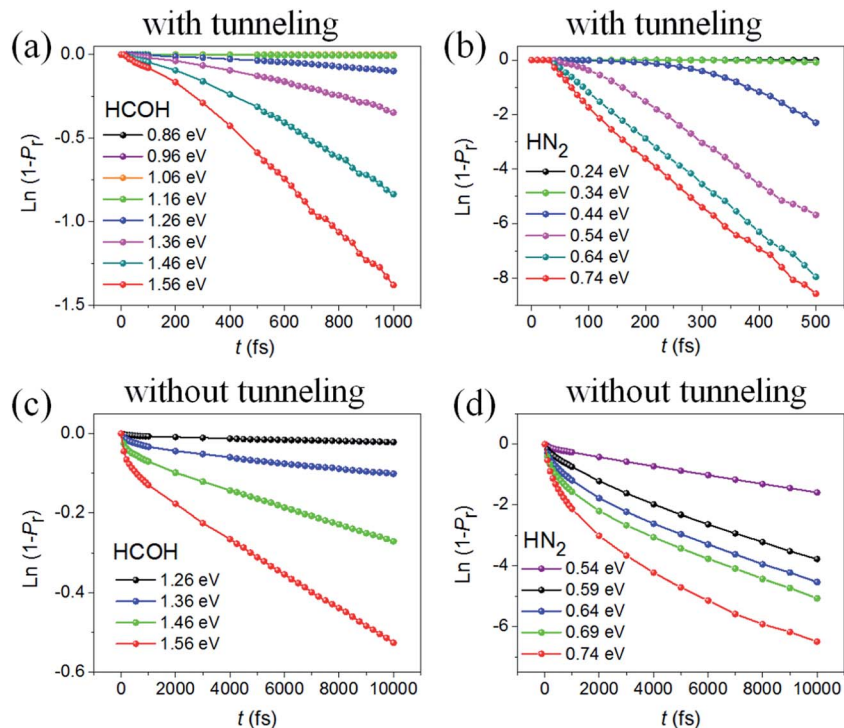 with tunneling
(a)
0.0
-0.5
-1.0
-1.5
Ln (1-Pr)
HCOH
0.86 eV
0.96 eV
1.06 eV
1.16 eV
1.26 eV
1.36 eV
1.46 eV
1.56 eV
0 200 400 600 800 1000
t (fs)
without tunneling
(b)
0
-2
-4
-6
-8
Ln (1-Pr)
HN2
0.24 eV
0.34 eV
0.44 eV
0.54 eV
0.64 eV
0.74 eV
0 100 200 300 400 500
t (fs)
without tunneling
(c)
0.0
-0.2
-0.4
-0.6
Ln (1-Pr)
HCOH
1.26 eV
1.36 eV
1.46 eV
1.56 eV
0 2000 4000 6000 8000 10000
t (fs)
without tunneling
(d)
0
-2
-4
-6
Ln (1-Pr)
HN2
0.54 eV
0.59 eV
0.64 eV
0.69 eV
0.74 eV
0 2000 4000 6000 8000 10000
t (fs)